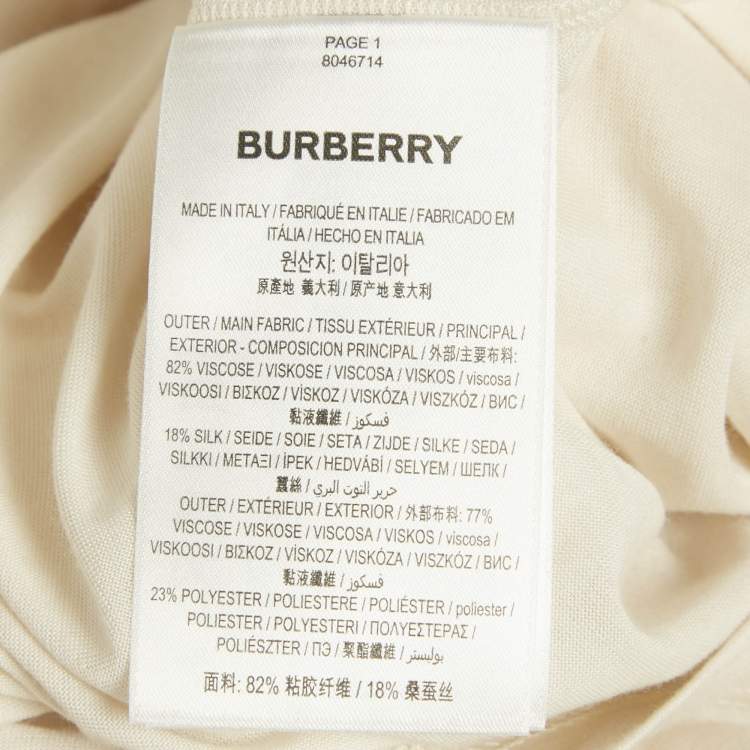 PAGE 1
8046714
BURBERRY
MADE IN ITALY / FABRIQUÉ EN ITALIE / FABRICADO EM
ITÁLIA / HECHO EN ITALIA
원산지: 이탈리아
原產地 義大利 / 原产地 意大利
OUTER / MAIN FABRIC / TISSU EXTÉRIEUR / PRINCIPAL /
EXTERIOR - COMPOSICION PRINCIPAL / 外部/主要布料:
82% VISCOSE / VISKOSE / VISCOSA / VISKOS / viscosa /
VISKOOSI / ΒΙΣΚΟΖ / VİSKOZ / VISKÓZA / VISZKÓZ / ВИС /
黏液纖維 / فسكوز
18% SILK / SEIDE / SOIE / SETA / ZIJDE / SILKE / SEDA /
SILKKI / ΜΕΤΑΞΙ / İPEK / HEDVÁBÍ / SELYEM / ШЕЛК /
蠶絲 / حرير التوت البري
OUTER / EXTÉRIEUR / EXTERIOR / 外部布料: 77%
VISCOSE / VISKOSE / VISCOSA / VISKOS / viscosa /
VISKOOSI / ΒΙΣΚΟΖ / VİSKOZ / VISKÓZA / VISZKÓZ / ВИС /
黏液纖維 / فسكوز
23% POLYESTER / POLIESTERE / POLIÉSTER / poliester /
POLIESTER / POLYESTERI / ΠΟΛΥΕΣΤΕΡΑΣ /
POLIÉSZTER / ПЭ / 聚酯纖維 / بوليستر
面料: 82% 粘胶纤维 / 18% 桑蚕丝